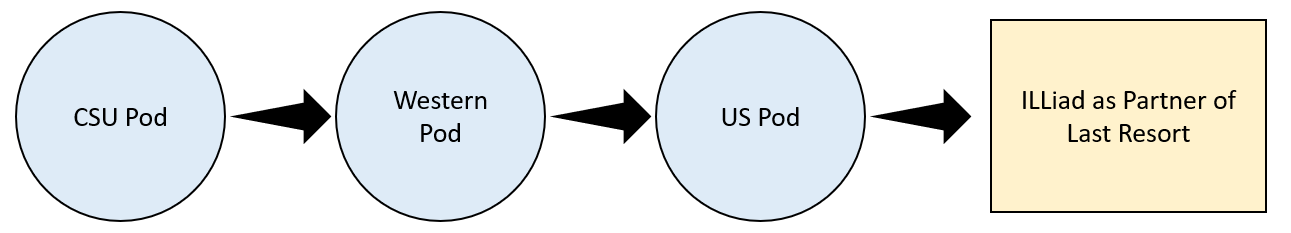 CSU Pod
Western
Pod
US Pod
ILLiad as Partner of
Last Resort